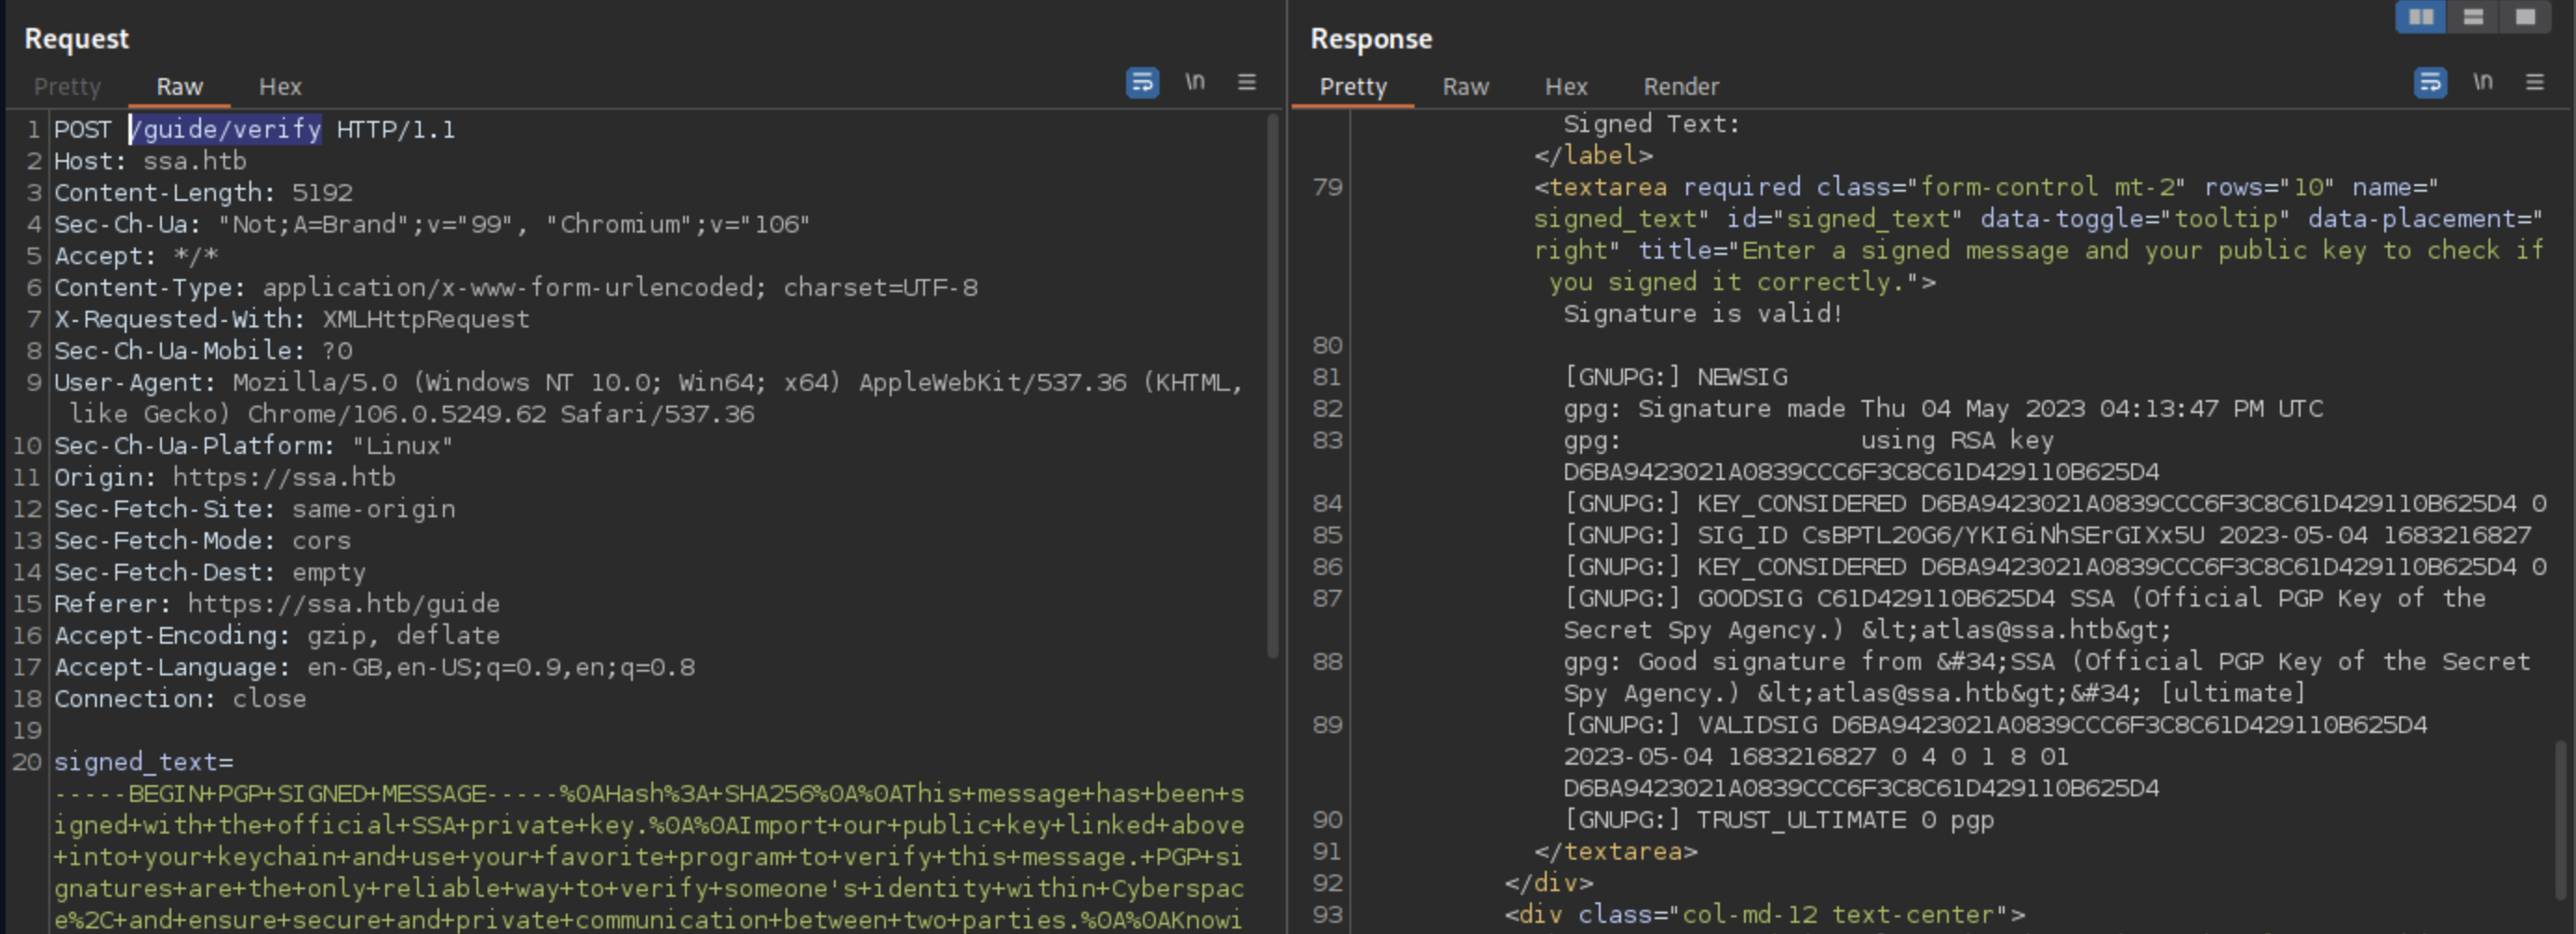 Request
Pretty Raw Hex \n
1 POST /guide/verify HTTP/1.1
2 Host: ssa.htb
3 Content-Length: 5192
4 Sec-Ch-Ua: "Not;A=Brand";v="99", "Chromium";v="106"
5 Accept: */*
6 Content-Type: application/x-www-form-urlencoded; charset=UTF-8
7 X-Requested-With: XMLHttpRequest
8 Sec-Ch-Ua-Mobile: ?0
9 User-Agent: Mozilla/5.0 (Windows NT 10.0; Win64; x64) AppleWebKit/537.36 (KHTML,
like Gecko) Chrome/106.0.5249.62 Safari/537.36
10 Sec-Ch-Ua-Platform: "Linux"
11 Origin: https://ssa.htb
12 Sec-Fetch-Site: same-origin
13 Sec-Fetch-Mode: cors
14 Sec-Fetch-Dest: empty
15 Referer: https://ssa.htb/guide
16 Accept-Encoding: gzip, deflate
17 Accept-Language: en-GB,en-US;q=0.9,en;q=0.8
18 Connection: close
19
20 signed_text=
-----BEGIN+PGP+SIGNED+MESSAGE-----%0AHash%3A+SHA256%0A%0AThis+message+has+been+s
igned+with+the+official+SSA+private+key.%0A%0AImport+our+public+key+linked+above
+into+your+keychain+and+use+your+favorite+program+to+verify+this+message.+PGP+si
gnatures+are+the+only+reliable+way+to+verify+someone's+identity+within+Cyberspac
e%2C+and+ensure+secure+and+private+communication+between+two+parties.%0A%0AKnowi
Response
Pretty Raw Hex Render \n
Signed Text:
</label>
79 <textarea required class="form-control mt-2" rows="10" name="
signed_text" id="signed_text" data-toggle="tooltip" data-placement="
right" title="Enter a signed message and your public key to check if
you signed it correctly.">
Signature is valid!
80
81 [GNUPG:] NEWSIG
82 gpg: Signature made Thu 04 May 2023 04:13:47 PM UTC
83 gpg:                using RSA key
D6BA9423021A0839CCC6F3C8C61D429110B625D4
84 [GNUPG:] KEY_CONSIDERED D6BA9423021A0839CCC6F3C8C61D429110B625D4 0
85 [GNUPG:] SIG_ID CsBPTL20G6/YKI6iNhSErGIXx5U 2023-05-04 1683216827
86 [GNUPG:] KEY_CONSIDERED D6BA9423021A0839CCC6F3C8C61D429110B625D4 0
87 [GNUPG:] GOODSIG C61D429110B625D4 SSA (Official PGP Key of the
Secret Spy Agency.) &lt;atlas@ssa.htb&gt;
88 gpg: Good signature from &#34;SSA (Official PGP Key of the Secret
Spy Agency.) &lt;atlas@ssa.htb&gt;&#34; [ultimate]
89 [GNUPG:] VALIDSIG D6BA9423021A0839CCC6F3C8C61D429110B625D4
2023-05-04 1683216827 0 4 0 1 8 01
D6BA9423021A0839CCC6F3C8C61D429110B625D4
90 [GNUPG:] TRUST_ULTIMATE 0 pgp
91 </textarea>
92 </div>
93 <div class="col-md-12 text-center">